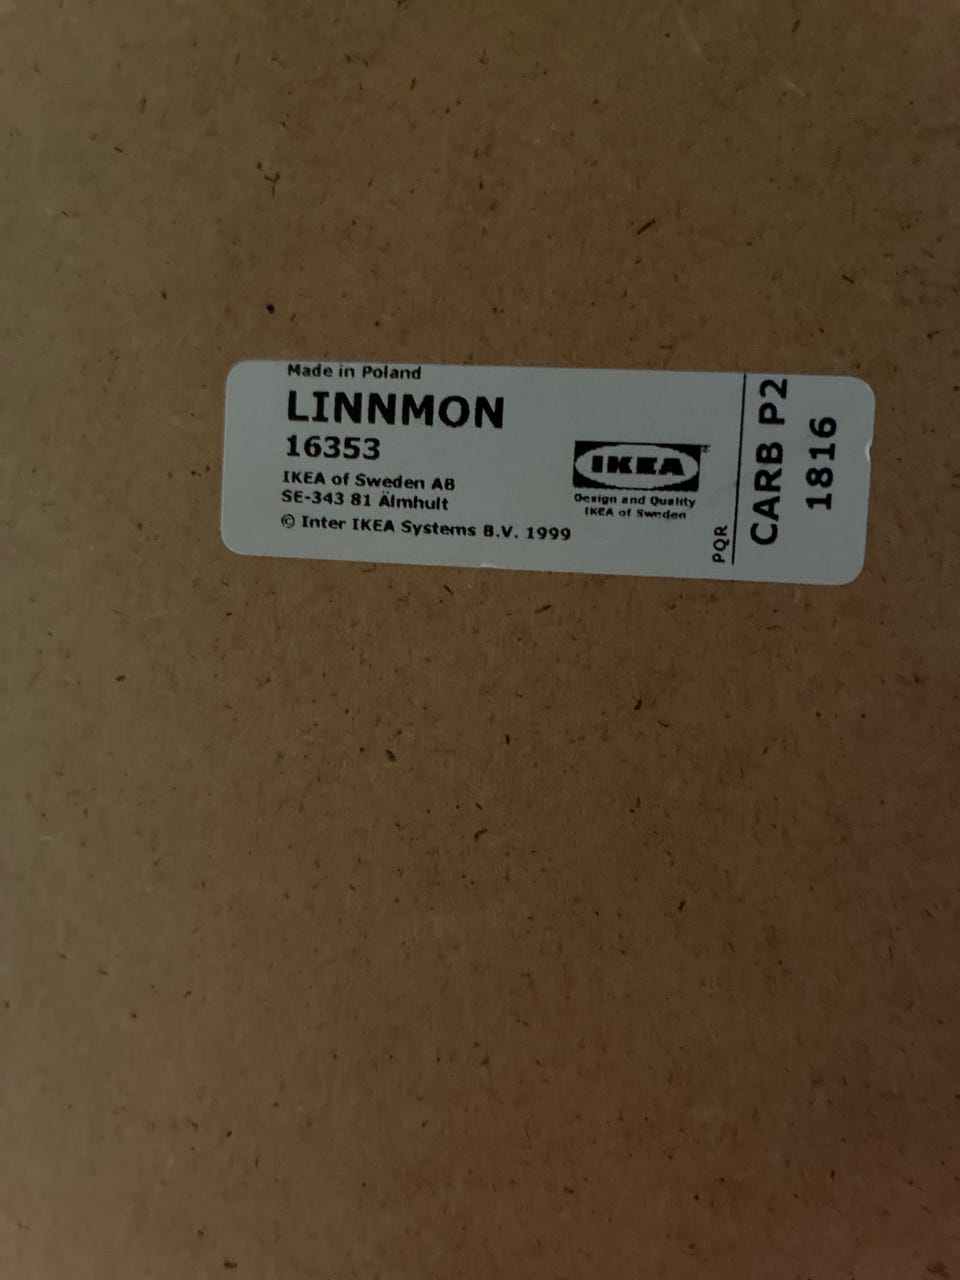 Made in Poland
LINNMON
16353
IKEA of Sweden AB
SE-343 81 Älmhult
© Inter IKEA Systems B.V. 1999
IKEA®
Design and Quality
IKEA of Sweden
PQR
CARB P2
1816